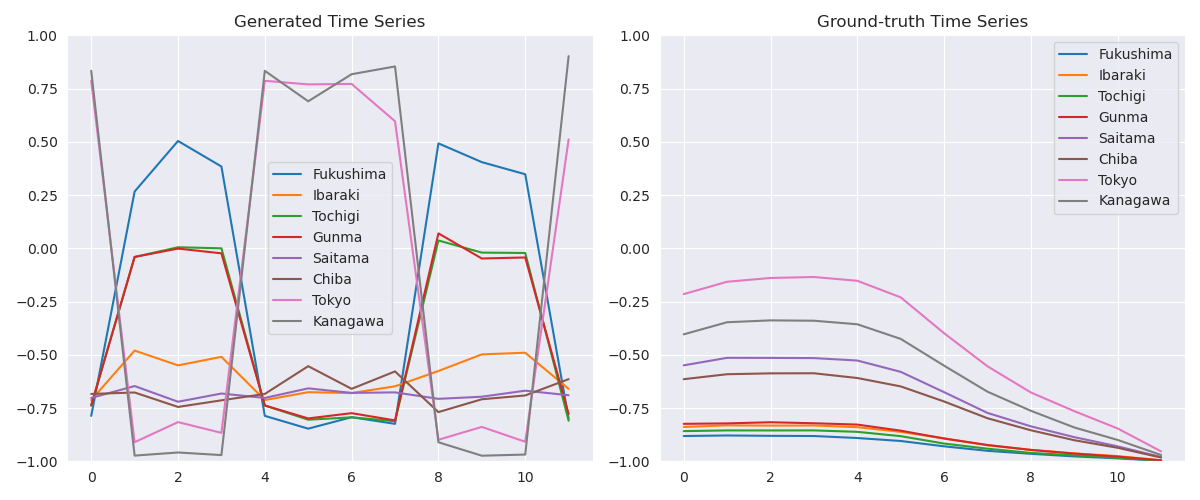 Generated Time Series
1.00
0.75
0.50
0.25
0.00
−0.25
−0.50
−0.75
−1.00
0
2
4
6
8
10
Fukushima
Ibaraki
Tochigi
Gunma
Saitama
Chiba
Tokyo
Kanagawa
Ground-truth Time Series
1.00
0.75
0.50
0.25
0.00
−0.25
−0.50
−0.75
−1.00
0
2
4
6
8
10
Fukushima
Ibaraki
Tochigi
Gunma
Saitama
Chiba
Tokyo
Kanagawa